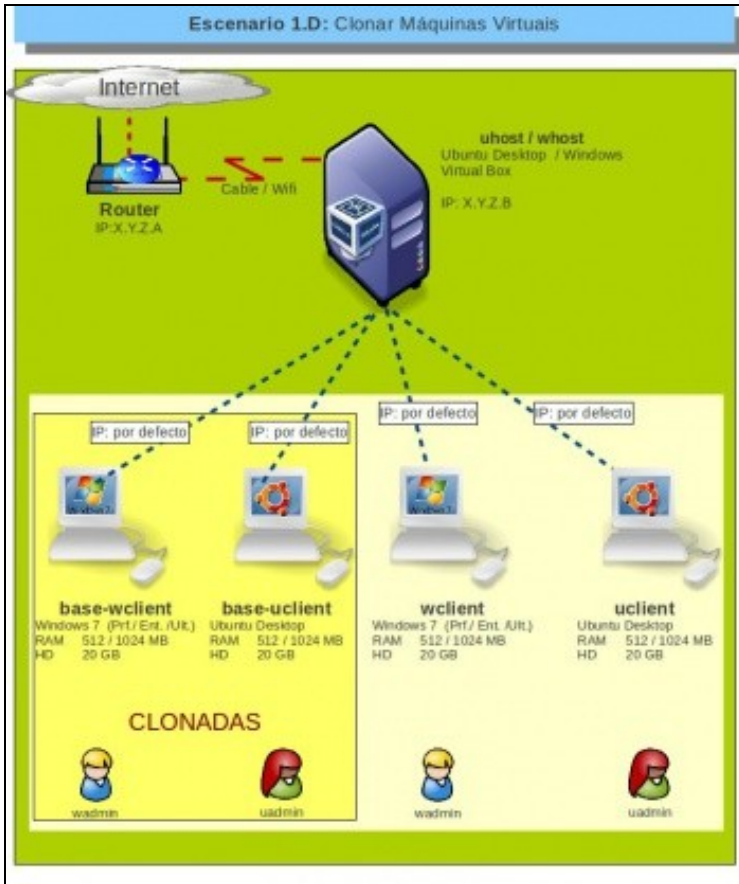 Escenario 1.D: Clonar Máquinas Virtuais
Internet
uhost / whost
Ubuntu Desktop / Windows
Virtual Box
IP: X.Y.Z.B
Cable / Wifi
Router
IP:X.Y.Z.A
IP: por defecto
IP: por defecto
IP: por defecto
IP: por defecto
Windows 7
base-wclient
Windows 7 (Prf./ Ent. /Ult.)
RAM 512 / 1024 MB
HD 20 GB
base-uclient
Ubuntu Desktop
RAM 512 / 1024 MB
HD 20 GB
wclient
Windows 7 (Prf./ Ent. /Ult.)
RAM 512 / 1024 MB
HD 20 GB
uclient
Ubuntu Desktop
RAM 512 / 1024 MB
HD 20 GB
CLONADAS
wadmin
uadmin
wadmin
uadmin